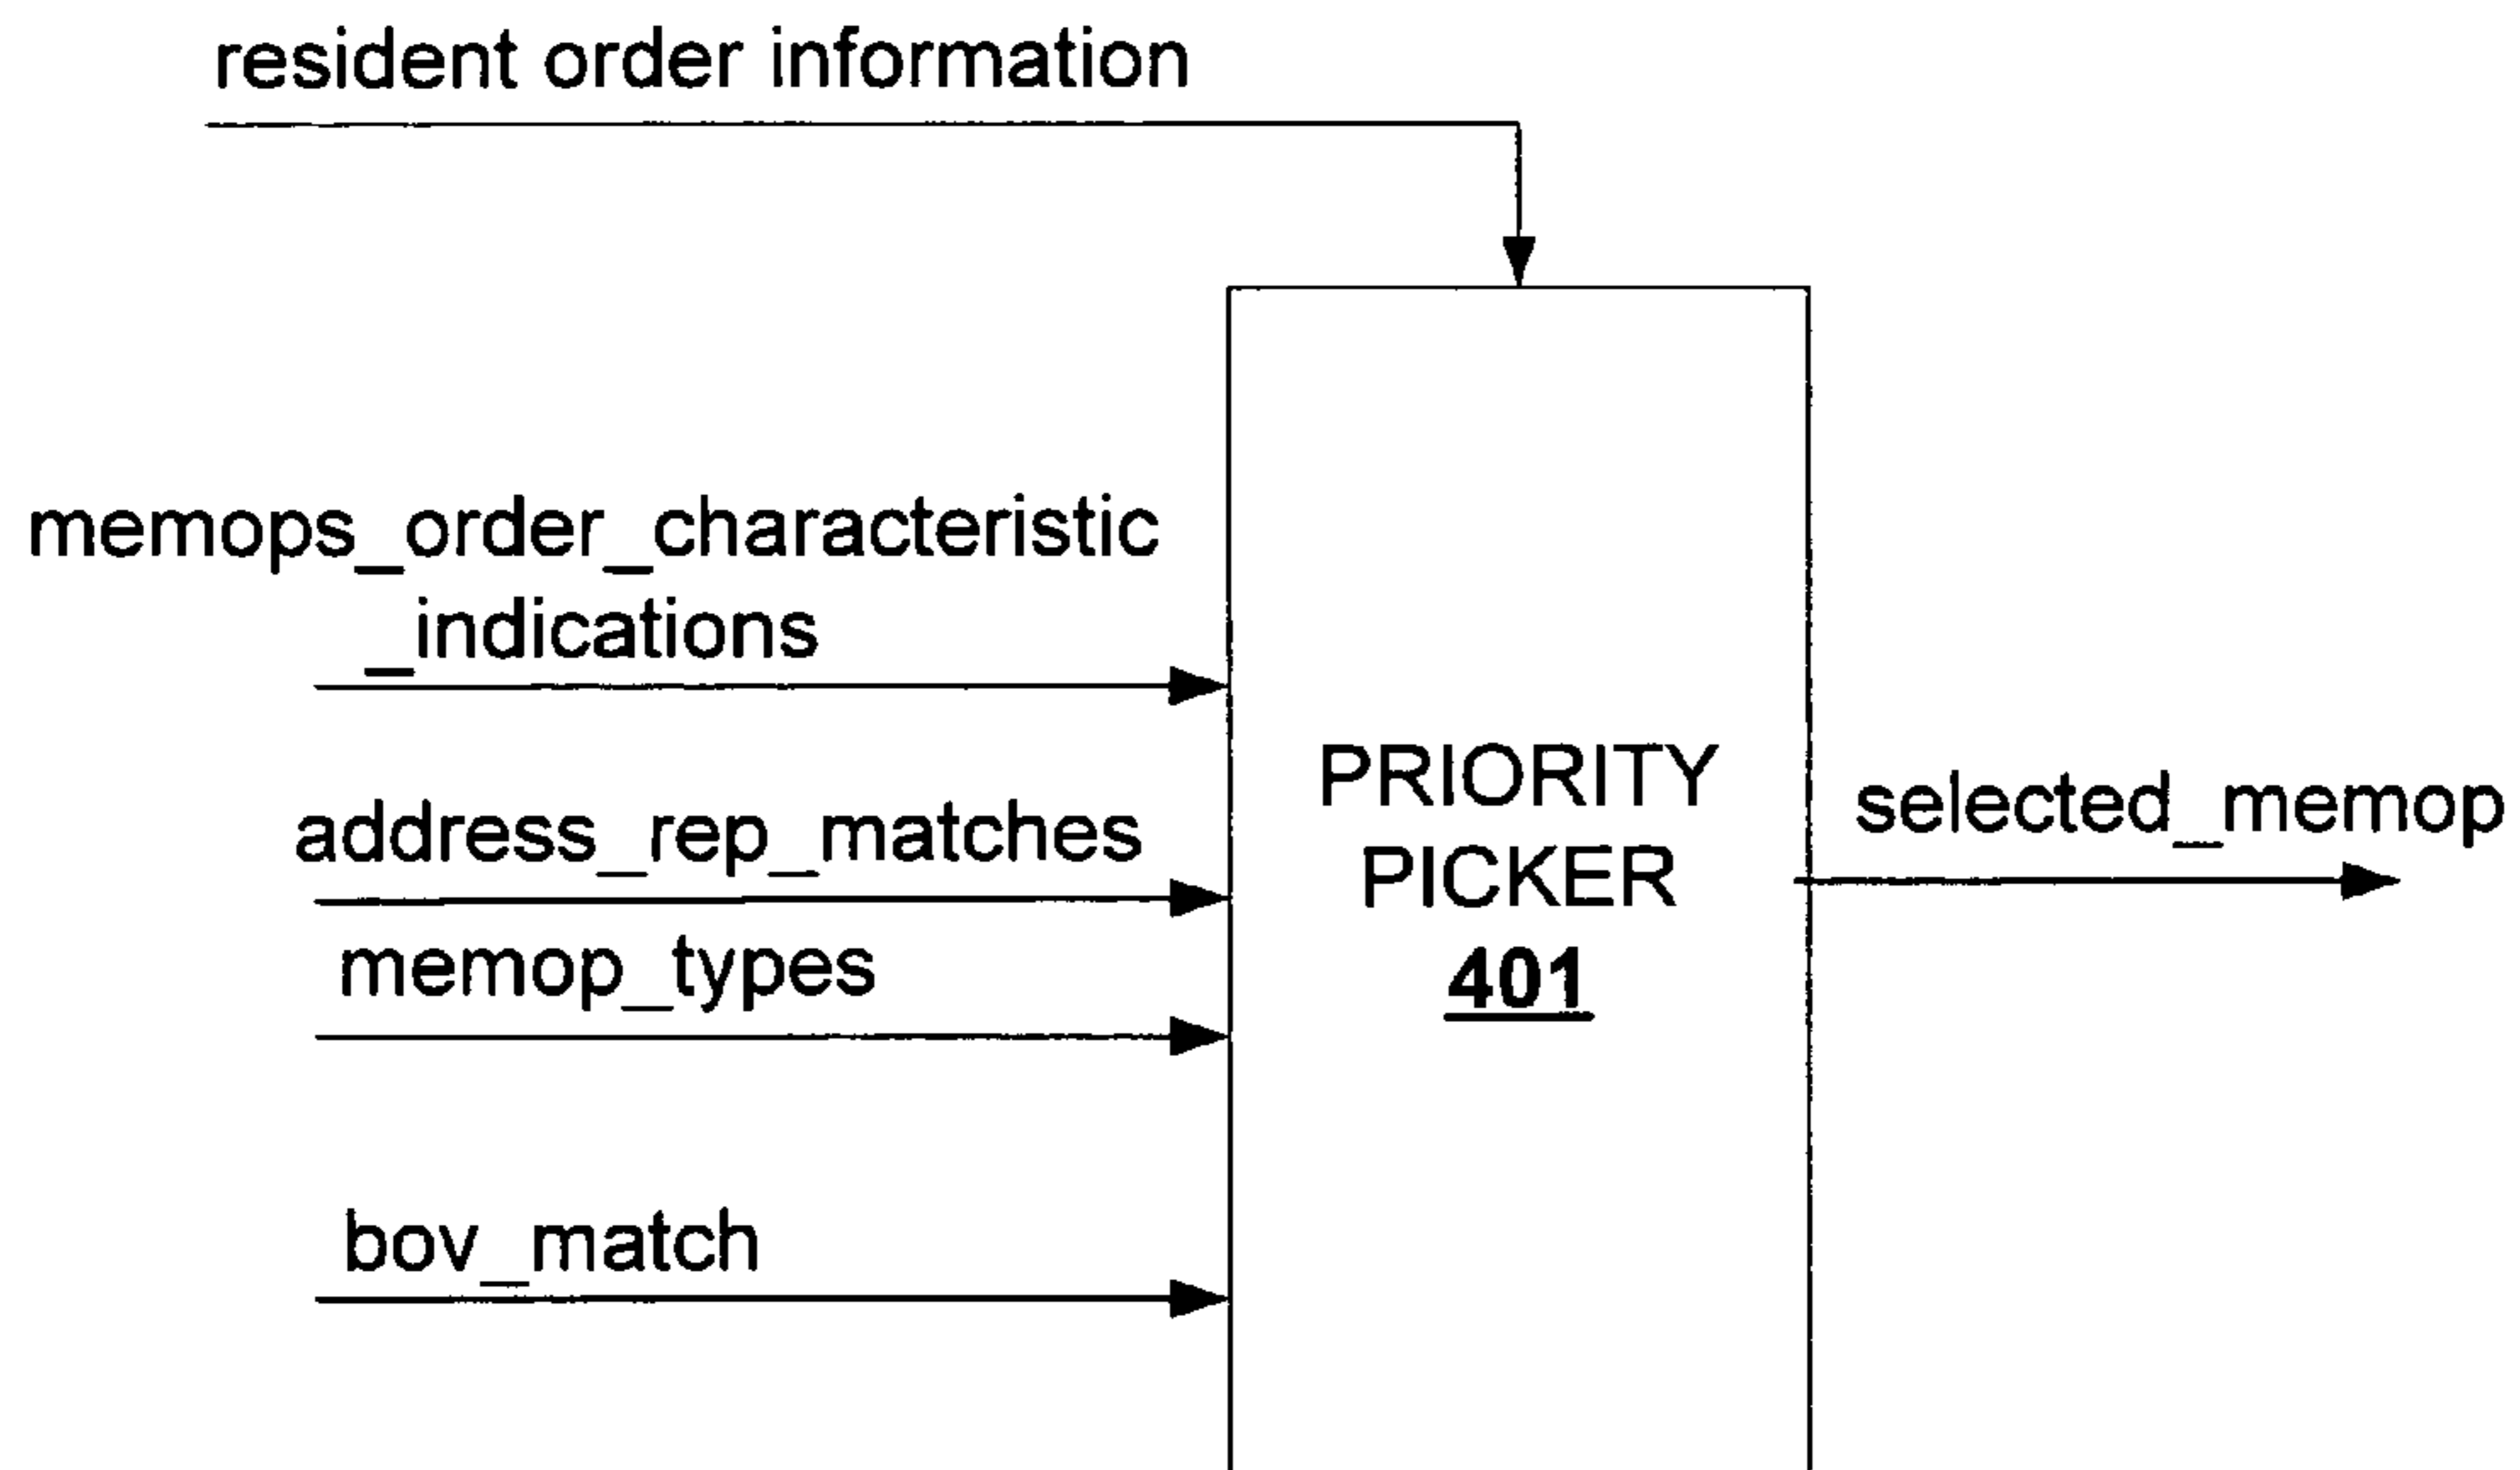 resident order information
memops_order_characteristic
_indications
address_rep_matches
memop_types
bov_match
PRIORITY
PICKER
401
selected_memop